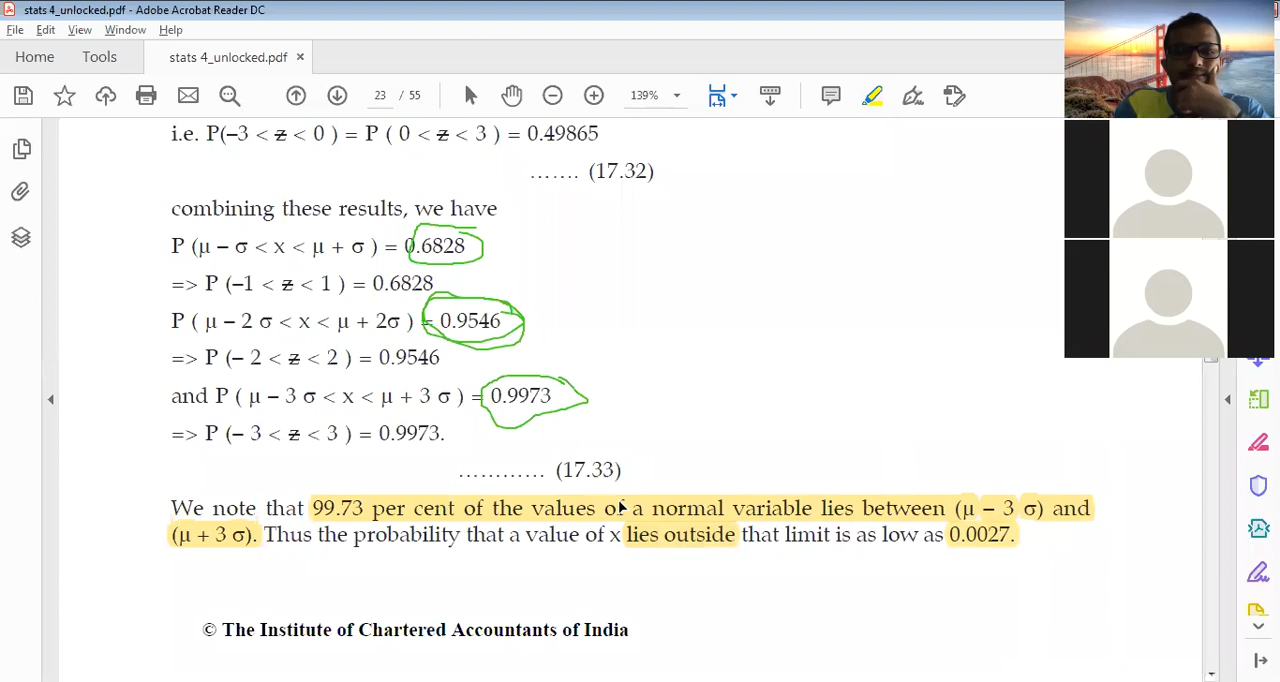 stats 4_unlocked.pdf - Adobe Acrobat Reader DC
File Edit View Window Help
Home Tools stats 4_unlocked.pdf ×
23 / 55 139%
i.e. P(–3 < z < 0 ) = P ( 0 < z < 3 ) = 0.49865
....... (17.32)
combining these results, we have
P (μ – σ < x < μ + σ ) = 0.6828
=> P (–1 < z < 1 ) = 0.6828
P ( μ – 2 σ < x < μ + 2σ ) = 0.9546
=> P (– 2 < z < 2 ) = 0.9546
and P ( μ – 3 σ < x < μ + 3 σ ) = 0.9973
=> P (– 3 < z < 3 ) = 0.9973.
............ (17.33)
We note that 99.73 per cent of the values of a normal variable lies between (μ – 3 σ) and
(μ + 3 σ). Thus the probability that a value of x lies outside that limit is as low as 0.0027.
© The Institute of Chartered Accountants of India